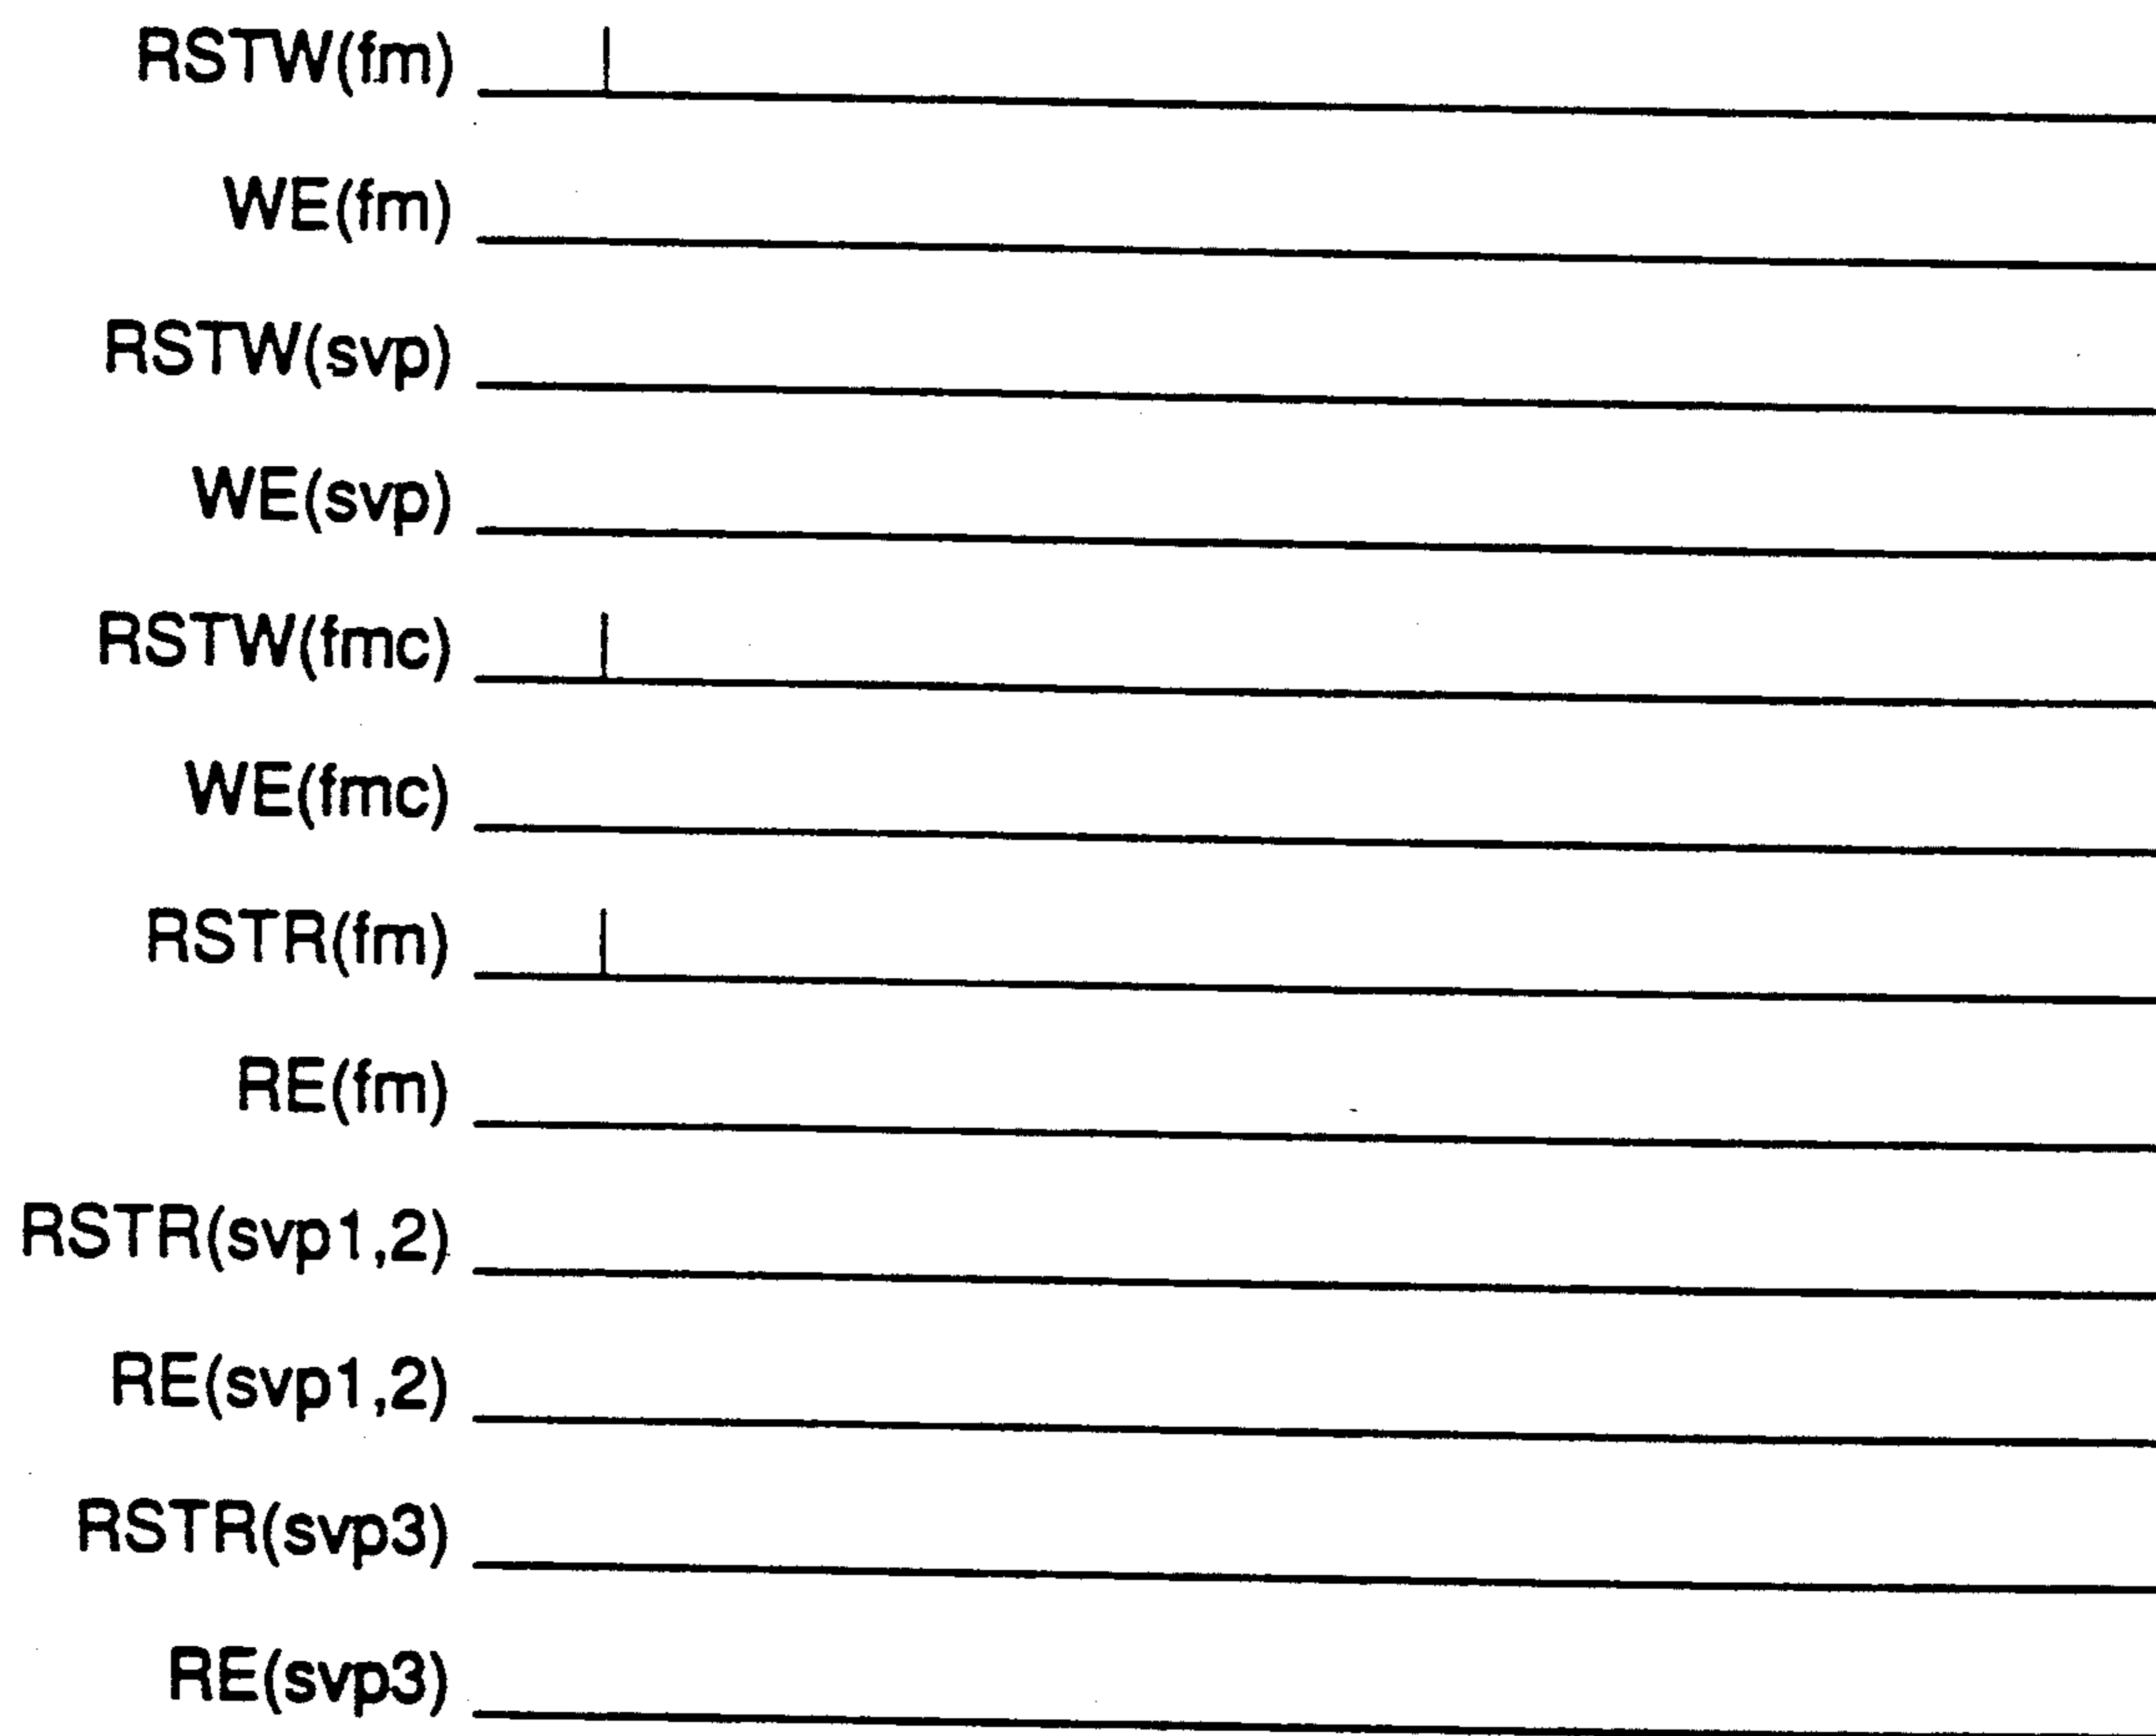 RSTW(fm)
WE(fm)
RSTW(svp)
WE(svp)
RSTW(fmc)
WE(fmc)
RSTR(fm)
RE(fm)
RSTR(svp1,2)
RE(svp1,2)
RSTR(svp3)
RE(svp3)